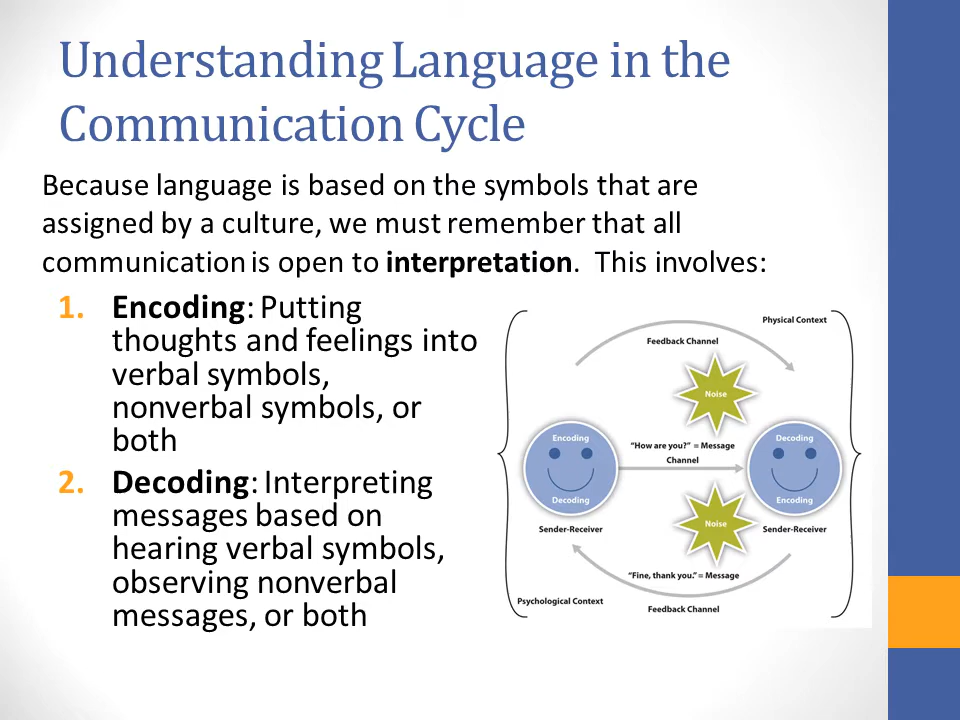 Understanding Language in the
Communication Cycle
Because language is based on the symbols that are
assigned by a culture, we must remember that all
communication is open to interpretation.  This involves:
1. Encoding: Putting
thoughts and feelings into
verbal symbols,
nonverbal symbols, or
both
2. Decoding: Interpreting
messages based on
hearing verbal symbols,
observing nonverbal
messages, or both
Physical Context
Feedback Channel
Noise
Encoding
Decoding
"How are you?" = Message
Channel
Decoding
Encoding
Sender-Receiver
Noise
Sender-Receiver
"Fine, thank you." = Message
Psychological Context
Feedback Channel